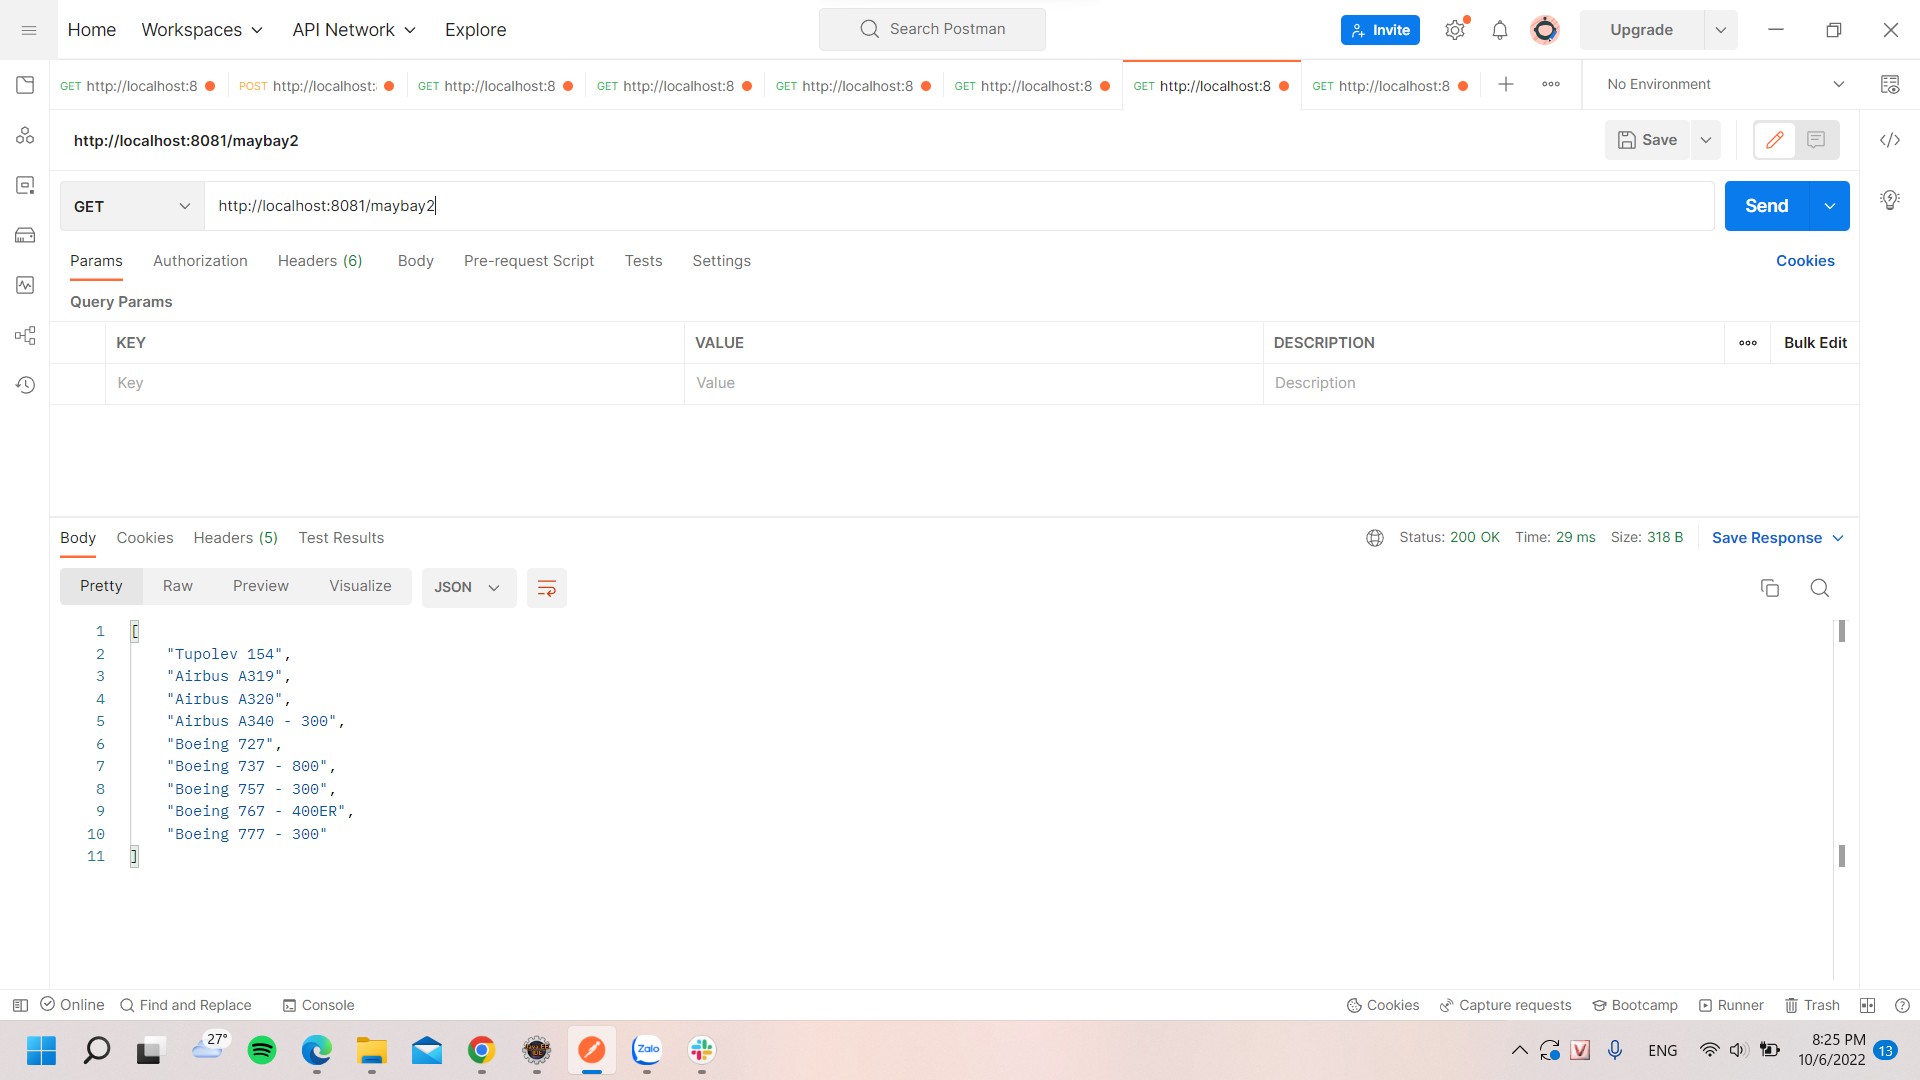 Home Workspaces API Network Explore Search Postman Invite Upgrade
GET http://localhost:8 POST http://localhost: GET http://localhost:8 GET http://localhost:8 GET http://localhost:8 GET http://localhost:8 GET http://localhost:8 GET http://localhost:8 No Environment
http://localhost:8081/maybay2 Save
GET http://localhost:8081/maybay2 Send
Params Authorization Headers (6) Body Pre-request Script Tests Settings Cookies
Query Params
KEY VALUE DESCRIPTION Bulk Edit
Key Value Description
Body Cookies Headers (5) Test Results Status: 200 OK Time: 29 ms Size: 318 B Save Response
Pretty Raw Preview Visualize JSON
1 [
2 "Tupolev 154",
3 "Airbus A319",
4 "Airbus A320",
5 "Airbus A340 - 300",
6 "Boeing 727",
7 "Boeing 737 - 800",
8 "Boeing 757 - 300",
9 "Boeing 767 - 400ER",
10 "Boeing 777 - 300"
11 ]
Online Find and Replace Console Cookies Capture requests Bootcamp Runner Trash
27° Zalo V ENG 8:25 PM 13
10/6/2022